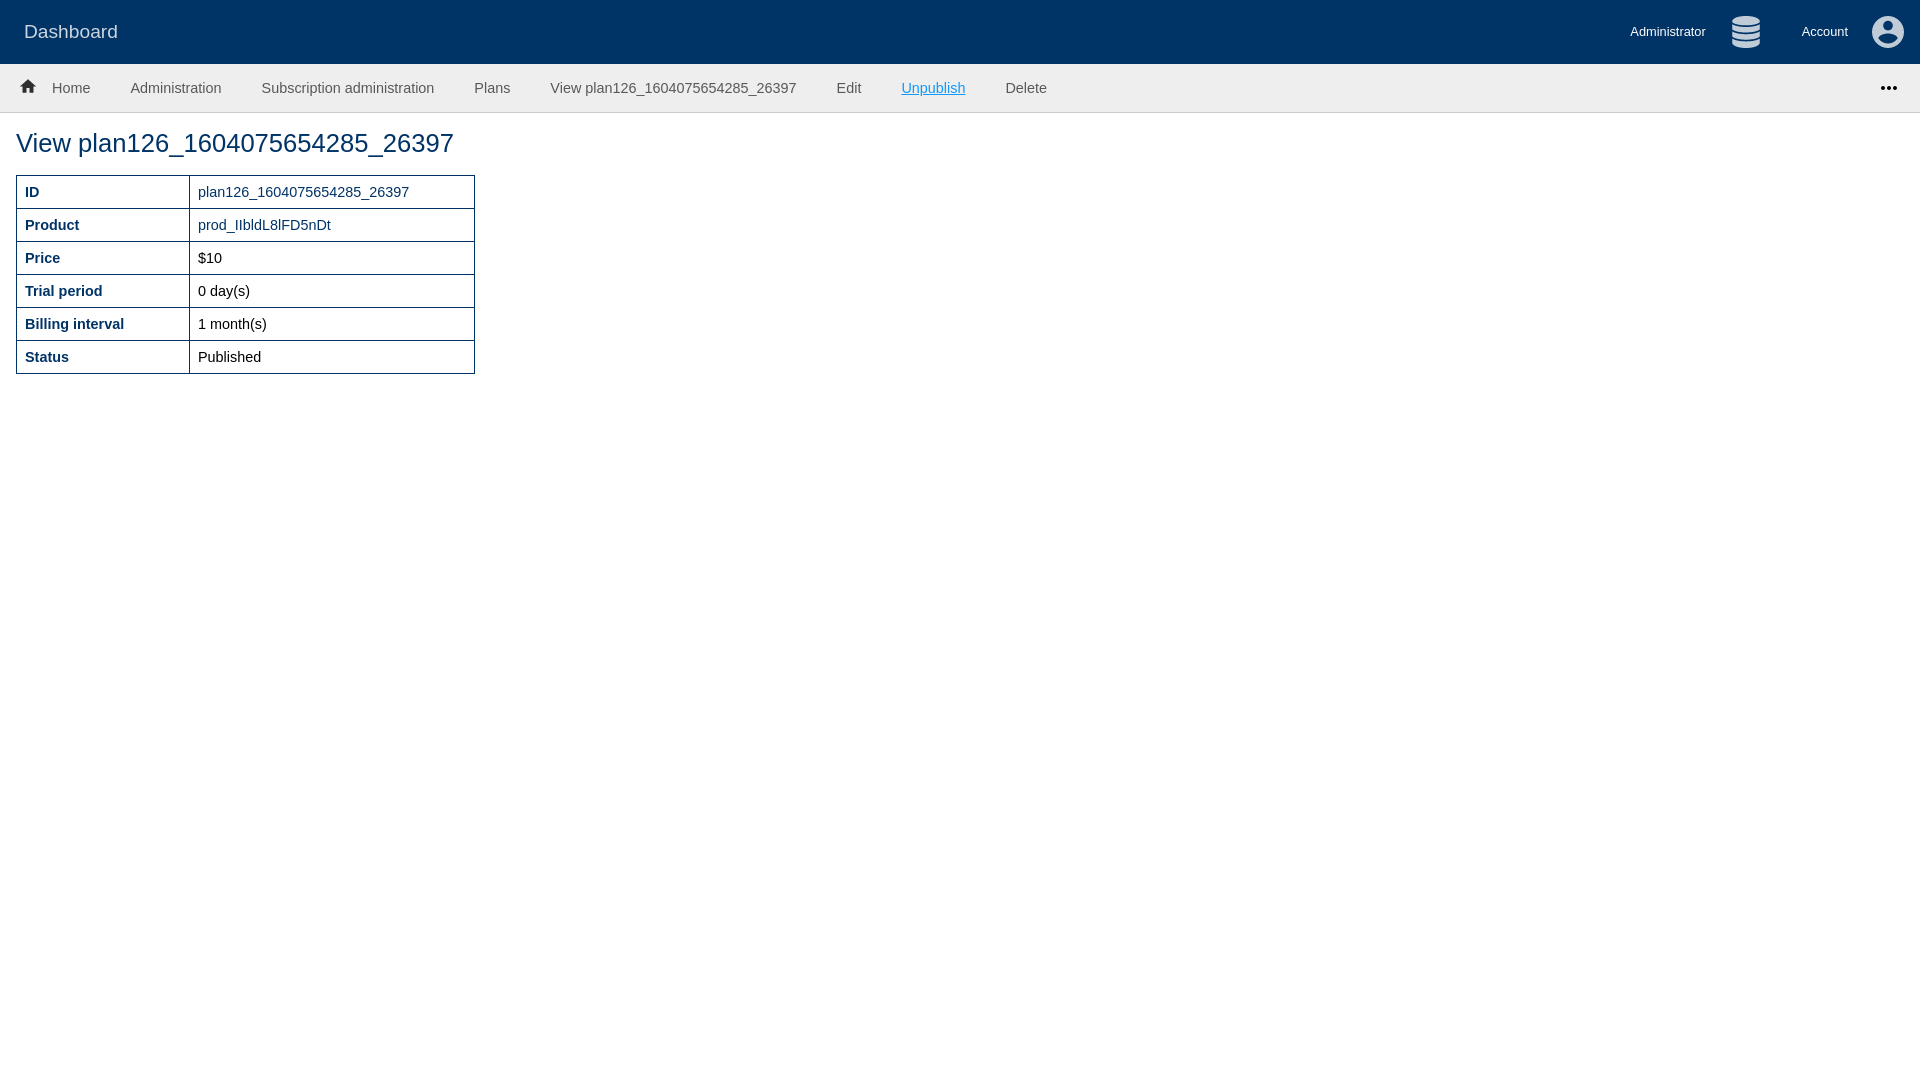 Dashboard
Administrator
Account
Home
Administration
Subscription administration
Plans
View plan126_1604075654285_26397
Edit
Unpublish
Delete
View plan126_1604075654285_26397
ID plan126_1604075654285_26397
Product prod_IIbldL8lFD5nDt
Price $10
Trial period 0 day(s)
Billing interval 1 month(s)
Status Published